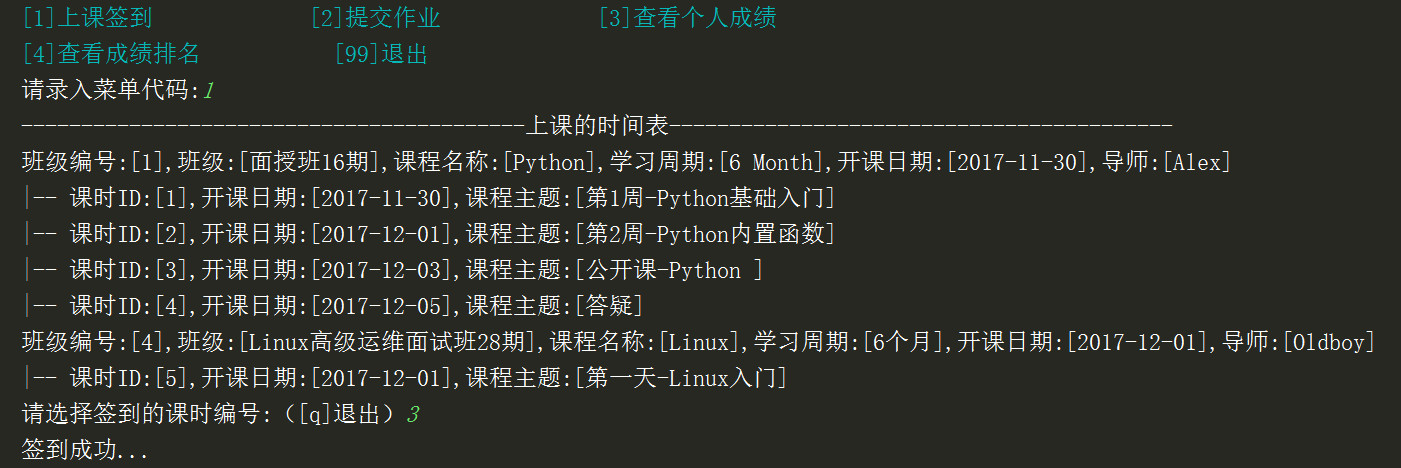 [1]上课签到 [2]提交作业 [3]查看个人成绩
[4]查看成绩排名 [99]退出
请录入菜单代码:1
------------------------------------------上课的时间表------------------------------------------
班级编号:[1],班级:[面授班16期],课程名称:[Python],学习周期:[6 Month],开课日期:[2017-11-30],导师:[Alex]
|-- 课时ID:[1],开课日期:[2017-11-30],课程主题:[第1周-Python基础入门]
|-- 课时ID:[2],开课日期:[2017-12-01],课程主题:[第2周-Python内置函数]
|-- 课时ID:[3],开课日期:[2017-12-03],课程主题:[公开课-Python ]
|-- 课时ID:[4],开课日期:[2017-12-05],课程主题:[答疑]
班级编号:[4],班级:[Linux高级运维面试班28期],课程名称:[Linux],学习周期:[6个月],开课日期:[2017-12-01],导师:[Oldboy]
|-- 课时ID:[5],开课日期:[2017-12-01],课程主题:[第一天-Linux入门]
请选择签到的课时编号:（[q]退出）3
签到成功...